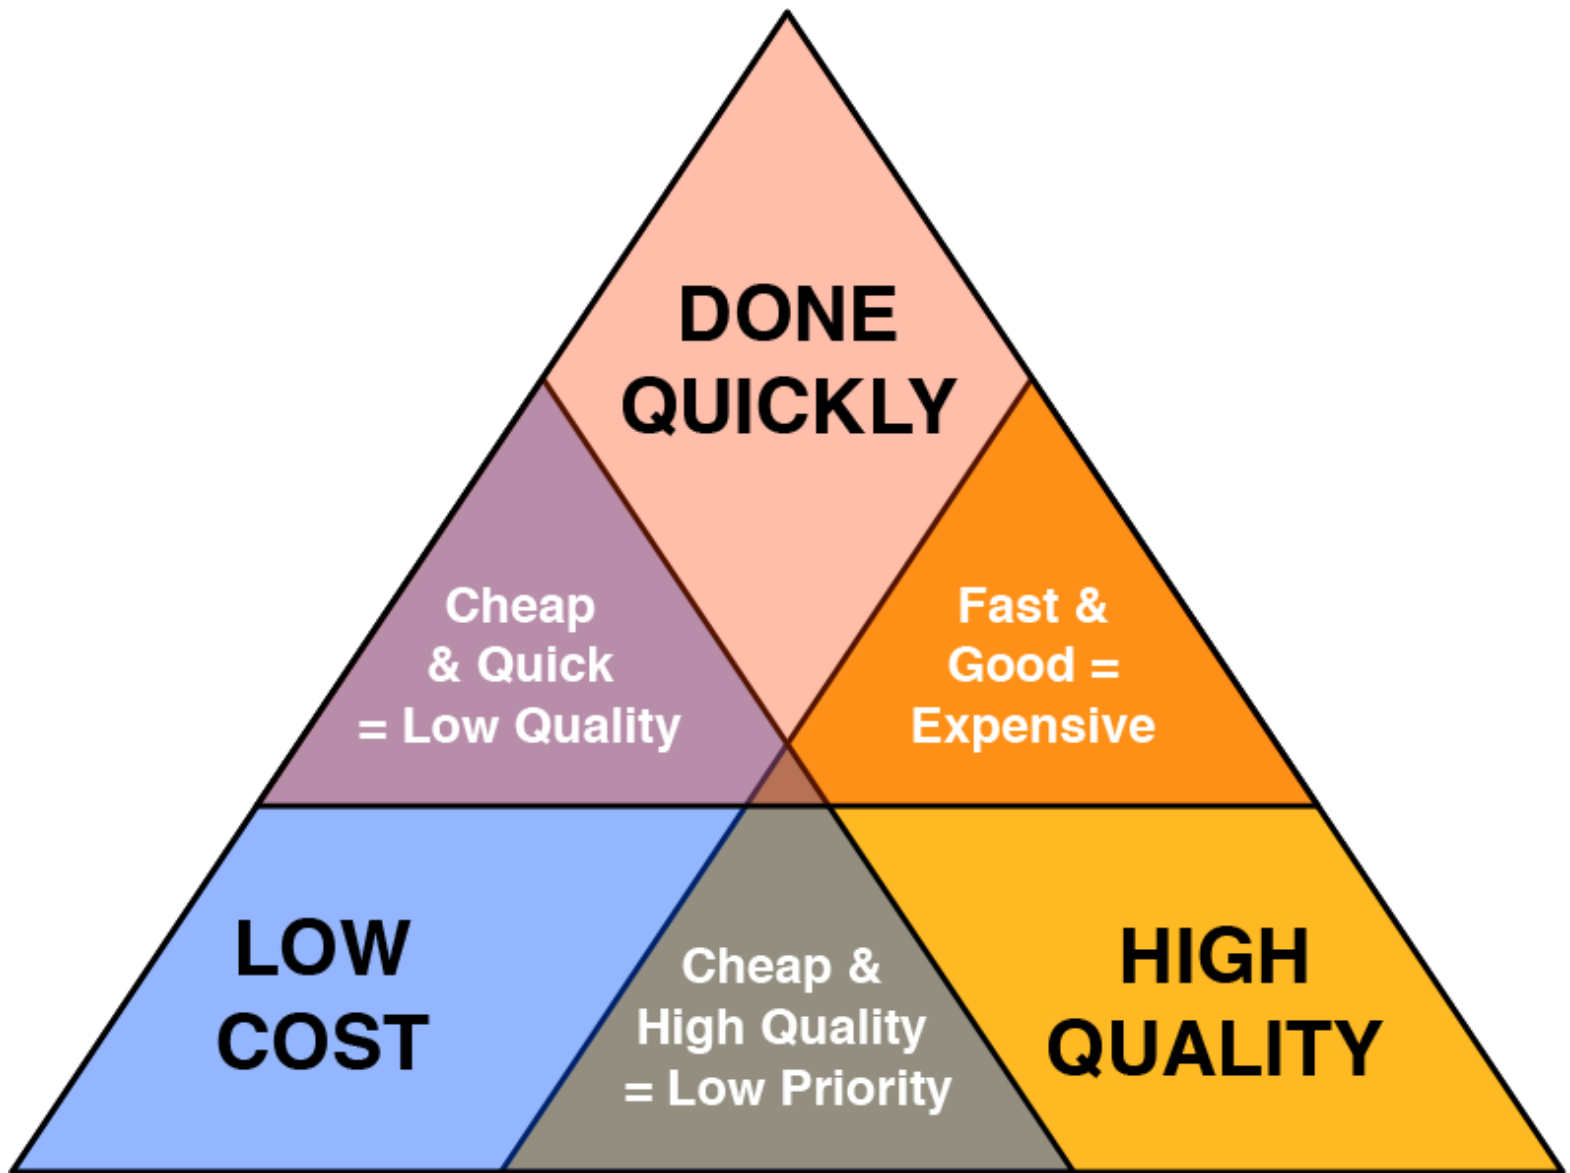 DONE
QUICKLY
Cheap
& Quick
= Low Quality
Fast &
Good =
Expensive
LOW
COST
Cheap &
High Quality
= Low Priority
HIGH
QUALITY